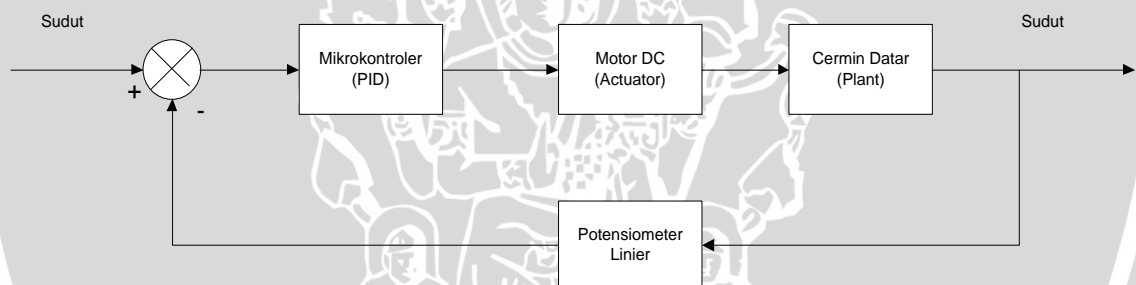 Sudut
Sudut
Mikrokontroler
(PID)
Motor DC
(Actuator)
Cermin Datar
(Plant)
+
-
Potensiometer
Linier